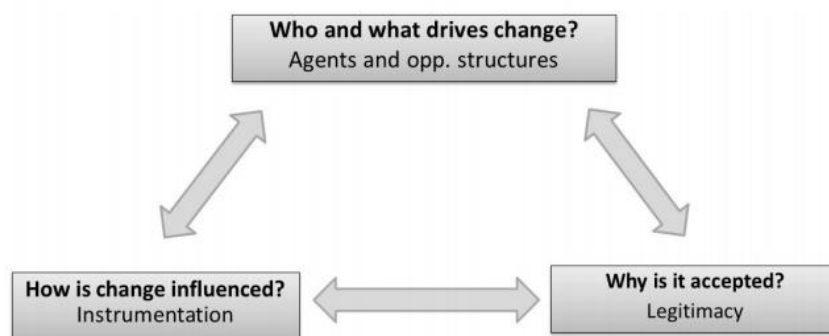 Who and what drives change?
Agents and opp. structures
How is change influenced?
Instrumentation
Why is it accepted?
Legitimacy